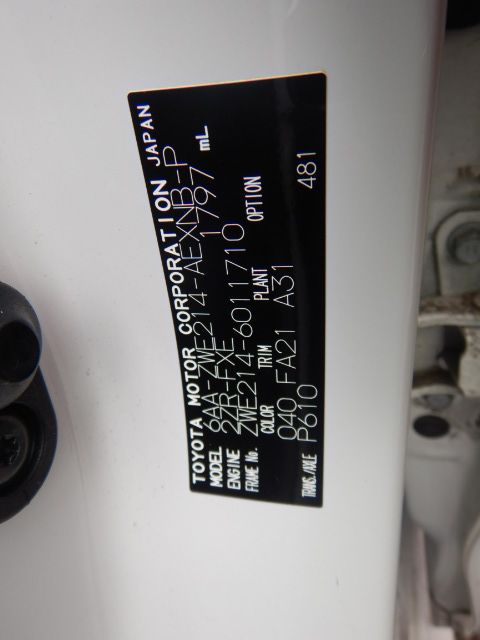 TOYOTA MOTOR CORPORATION JAPAN
MODEL 6AA-ZWE214-AEXNB-P
ENGINE 2ZR-FXE 1797 mL
FRAME No. ZWE214-6011710
COLOR TRIM PLANT OPTION
040 FA21 A31
TRANS./AXLE P610 481